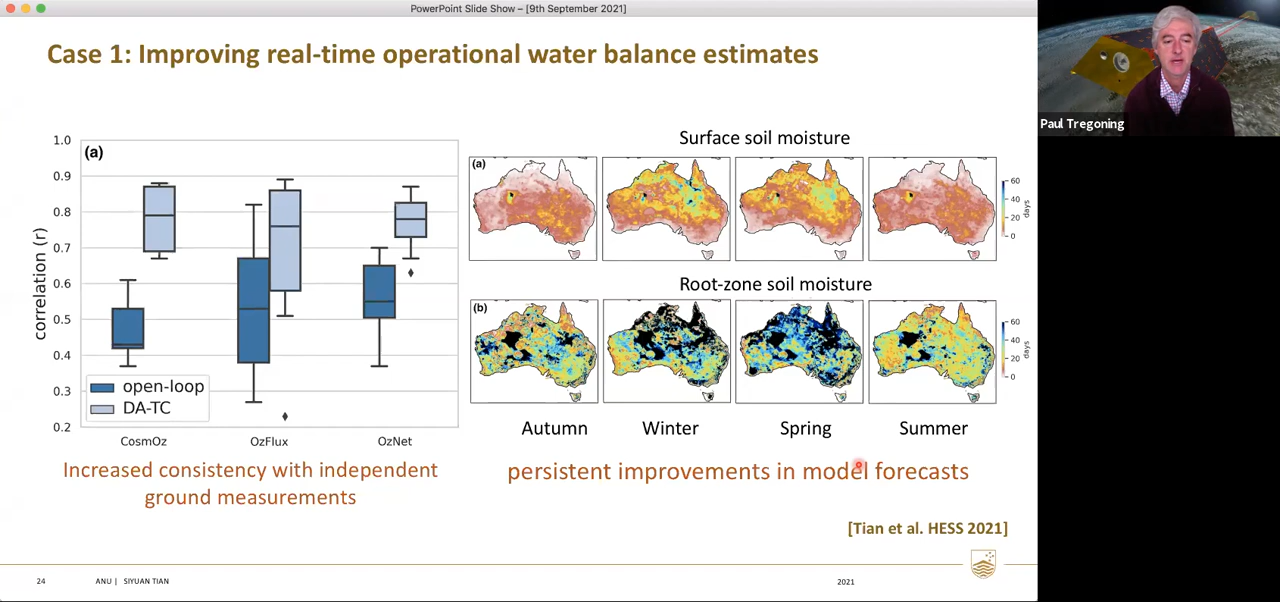 PowerPoint Slide Show – [9th September 2021]
Case 1: Improving real-time operational water balance estimates
Paul Tregoning
correlation (r)
1.0
0.9
0.8
0.7
0.6
0.5
0.4
0.3
0.2
(a)
open-loop
DA-TC
CosmOz
OzFlux
OzNet
Increased consistency with independent
ground measurements
Surface soil moisture
(a)
60
40
20
0
days
Root-zone soil moisture
(b)
60
40
20
0
days
Autumn
Winter
Spring
Summer
persistent improvements in model forecasts
[Tian et al. HESS 2021]
24
ANU | SIYUAN TIAN
2021